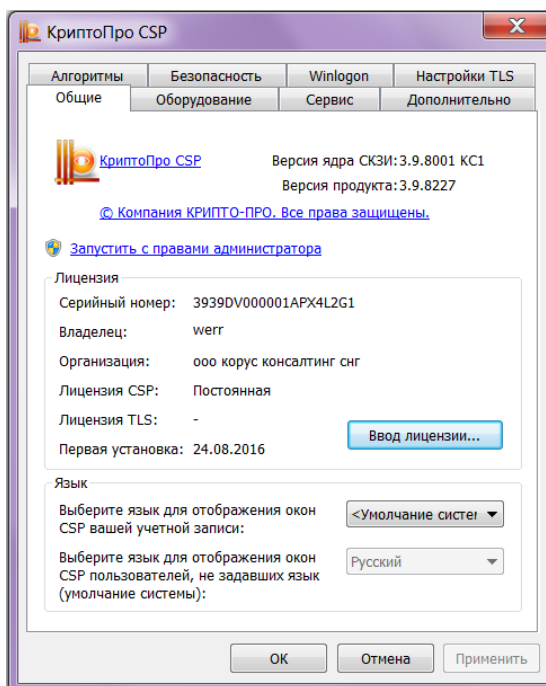 КриптоПро CSP
Алгоритмы Безопасность Winlogon Настройки TLS
Общие Оборудование Сервис Дополнительно
КриптоПро CSP Версия ядра СКЗИ: 3.9.8001 КС1
Версия продукта: 3.9.8227
© Компания КРИПТО-ПРО. Все права защищены.
Запустить с правами администратора
Лицензия
Серийный номер: 3939DV000001APX4L2G1
Владелец: werr
Организация: ооо корус консалтинг снг
Лицензия CSP: Постоянная
Лицензия TLS: -
Ввод лицензии...
Первая установка: 24.08.2016
Язык
Выберите язык для отображения окон
CSP вашей учетной записи:
<Умолчание систег
Выберите язык для отображения окон
CSP пользователей, не задавших язык
(умолчание системы):
Русский
ОК Отмена Применить